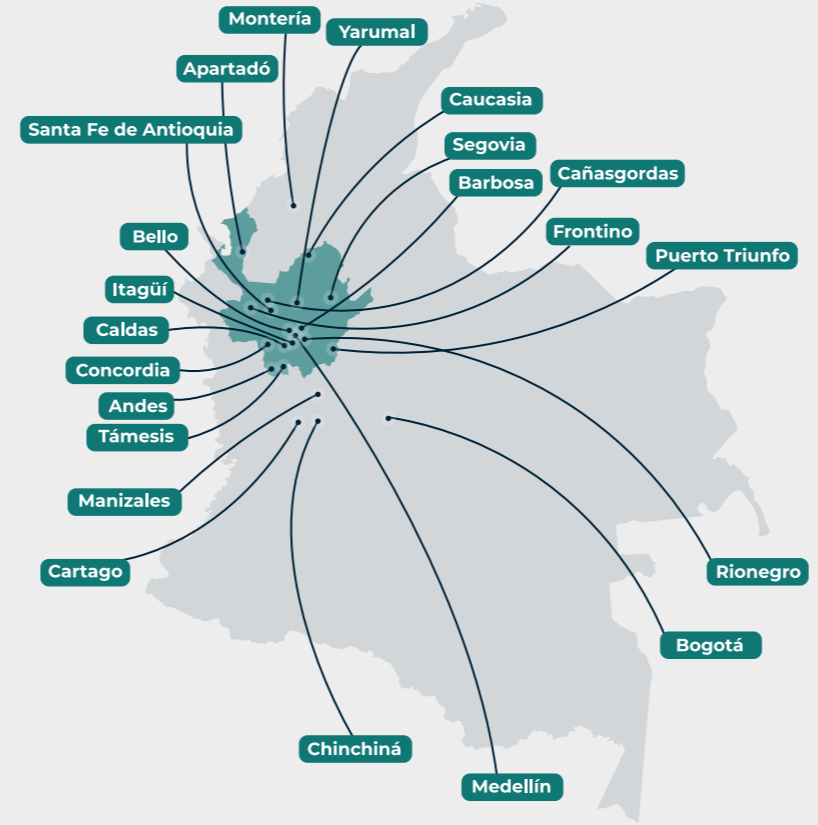 Montería
Yarumal
Apartadó
Caucasia
Santa Fe de Antioquia
Segovia
Barbosa
Cañasgordas
Bello
Frontino
Puerto Triunfo
Itagüí
Caldas
Concordia
Andes
Támesis
Manizales
Cartago
Rionegro
Bogotá
Chinchiná
Medellín